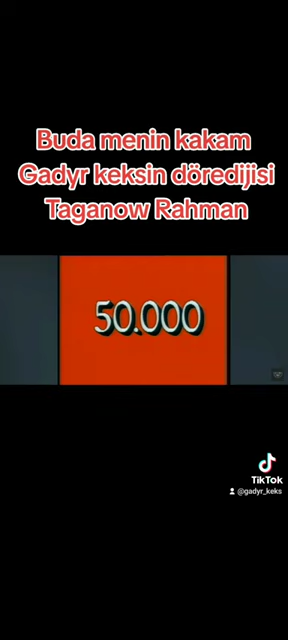 Buda menin kakam
Gadyr keksin döredijisi
Taganow Rahman
50.000
TikTok
@gadyr_keks